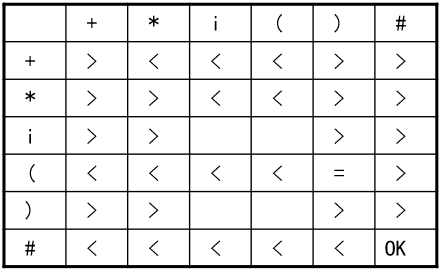 + * i ( ) #
+ > < < < > >
* > > < < > >
i > > > >
( < < < < = >
) > > > >
# < < < < < OK